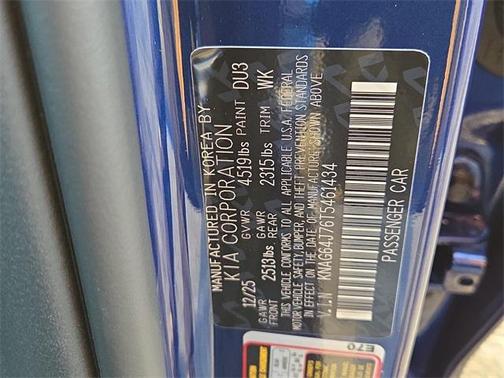 MANUFACTURED IN KOREA BY:
KIA CORPORATION
12/25 GVWR 4519lbs PAINT DU3
GAWR FRONT 2513lbs GAWR REAR 2315lbs TRIM WK
THIS VEHICLE CONFORMS TO ALL APPLICABLE U.S.A. FEDERAL
MOTOR VEHICLE SAFETY, BUMPER, AND THEFT PREVENTION STANDARDS
IN EFFECT ON THE DATE OF MANUFACTURE SHOWN ABOVE.
V.I.N KNAGG4J76T5461434
PASSENGER CAR
E70